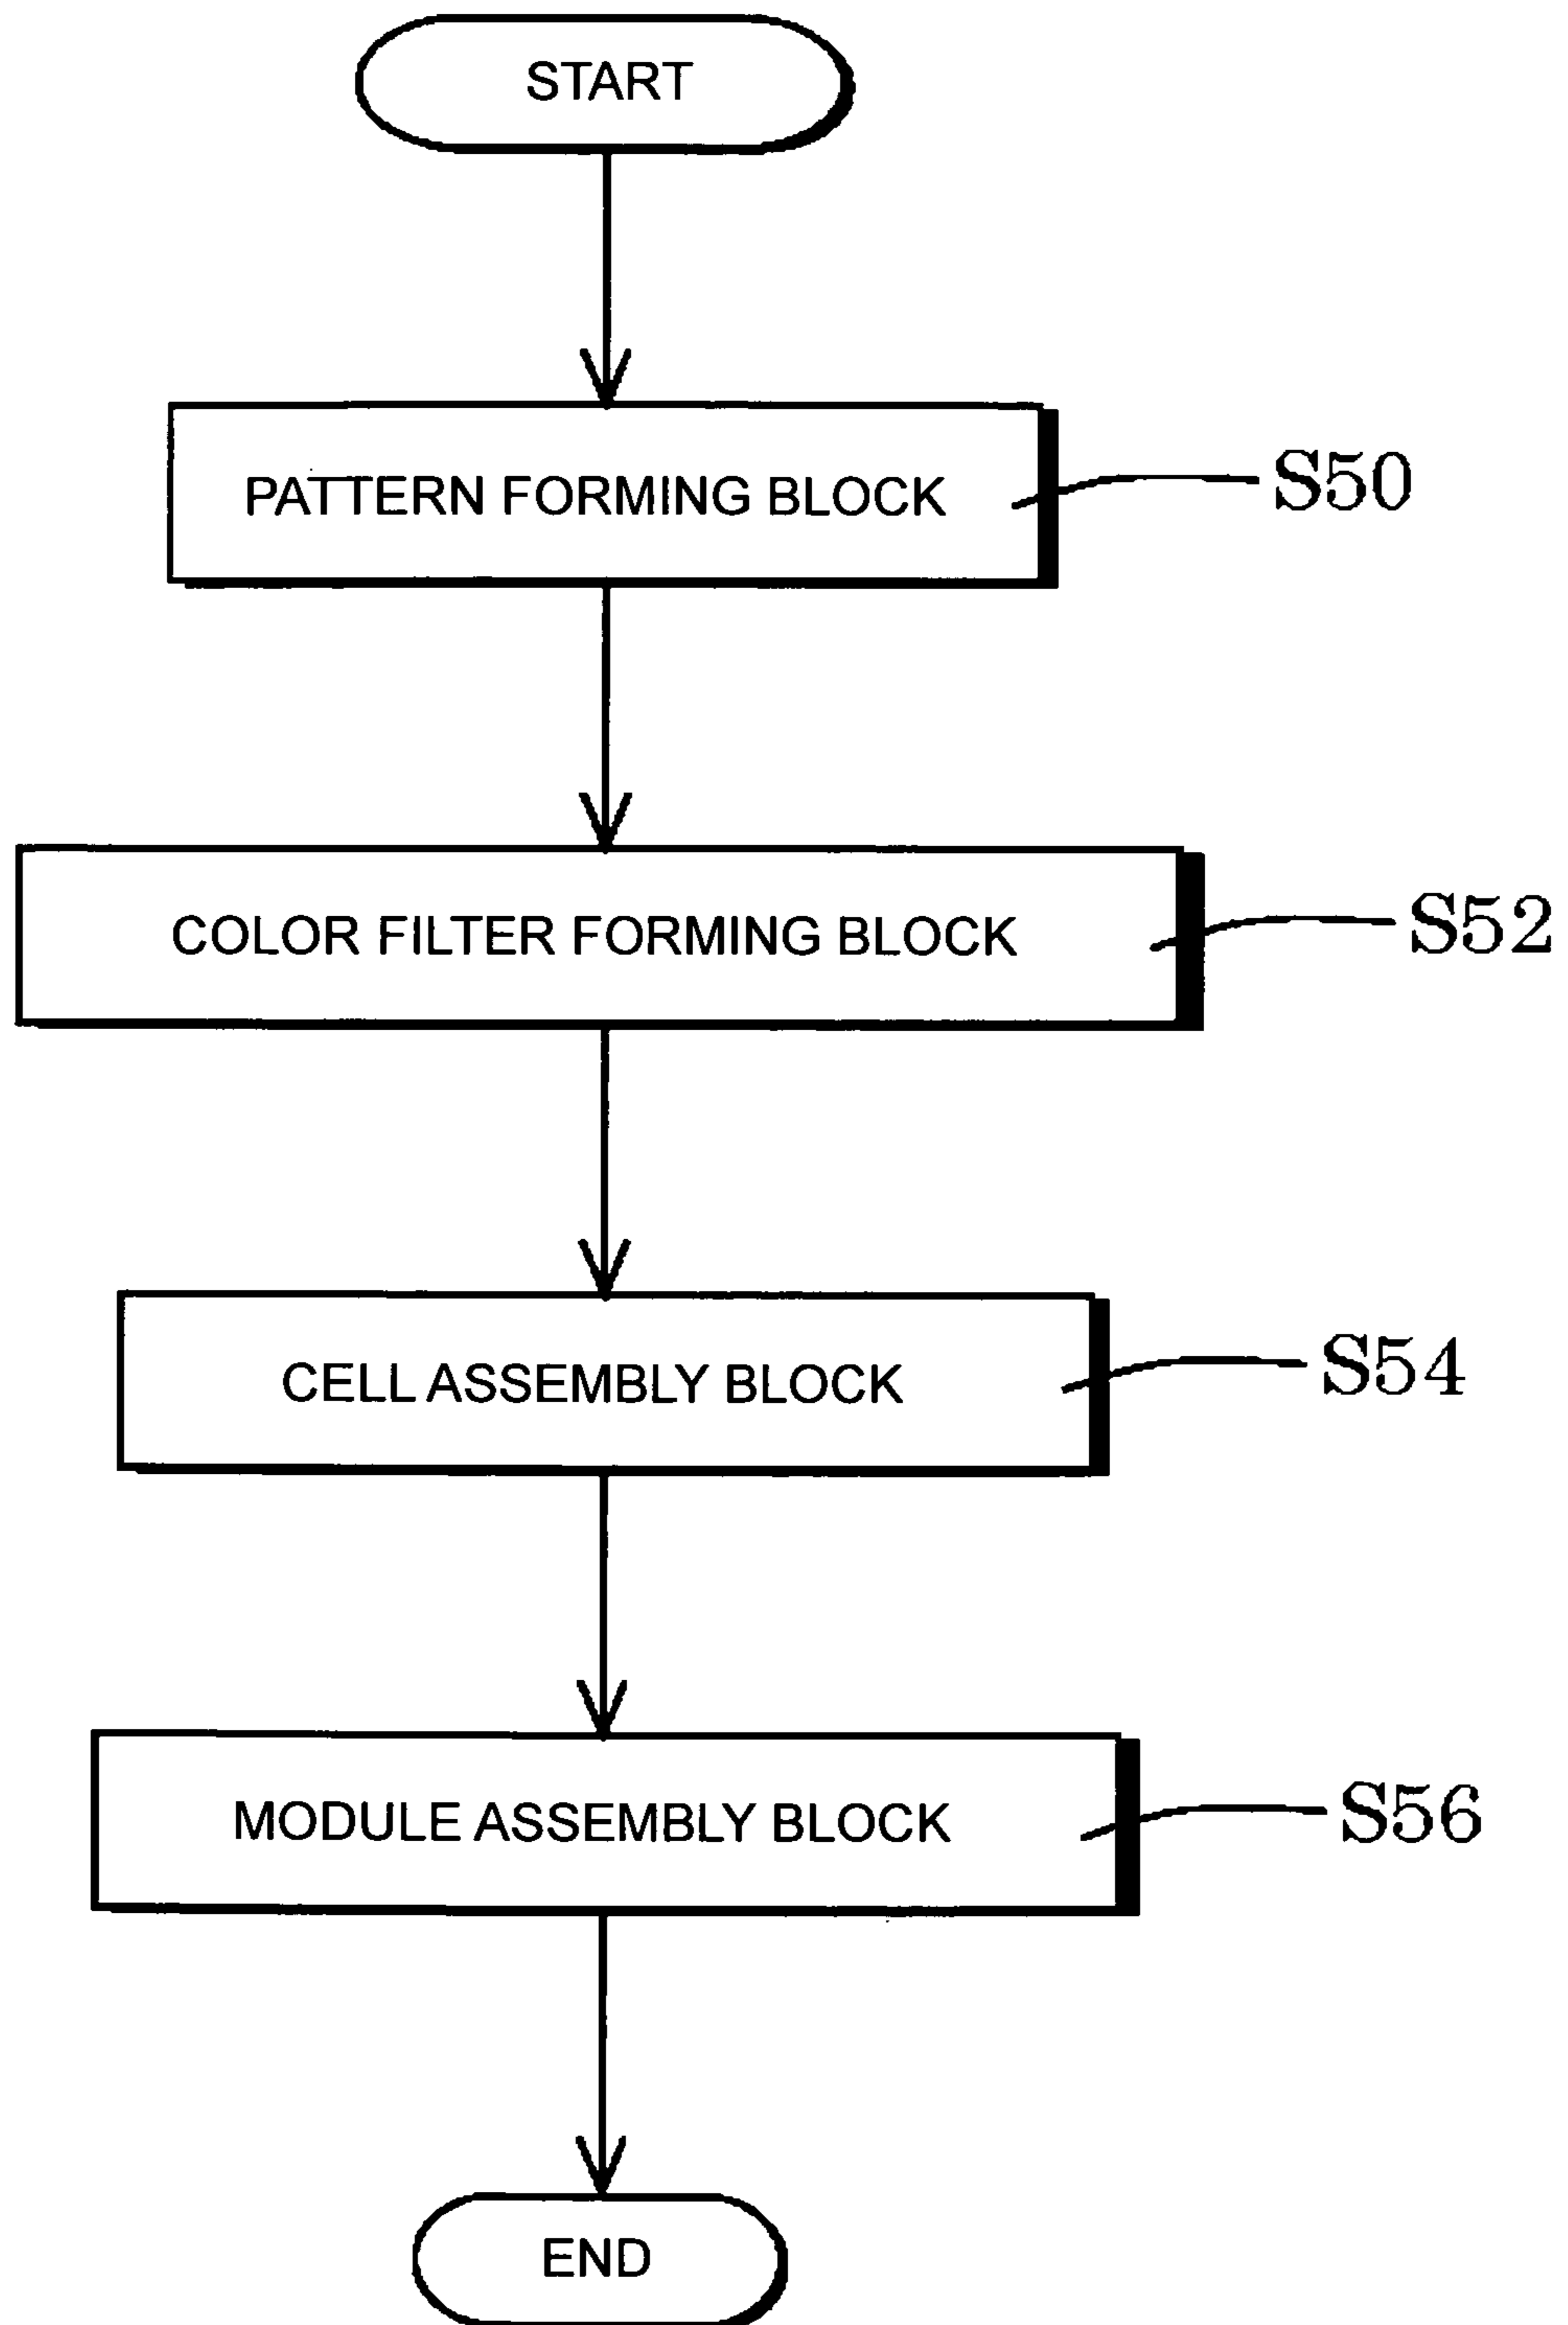 START
PATTERN FORMING BLOCK
S50
COLOR FILTER FORMING BLOCK
S52
CELL ASSEMBLY BLOCK
S54
MODULE ASSEMBLY BLOCK
S56
END